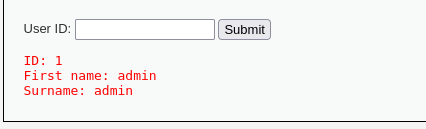 User ID: Submit
ID: 1
First name: admin
Surname: admin